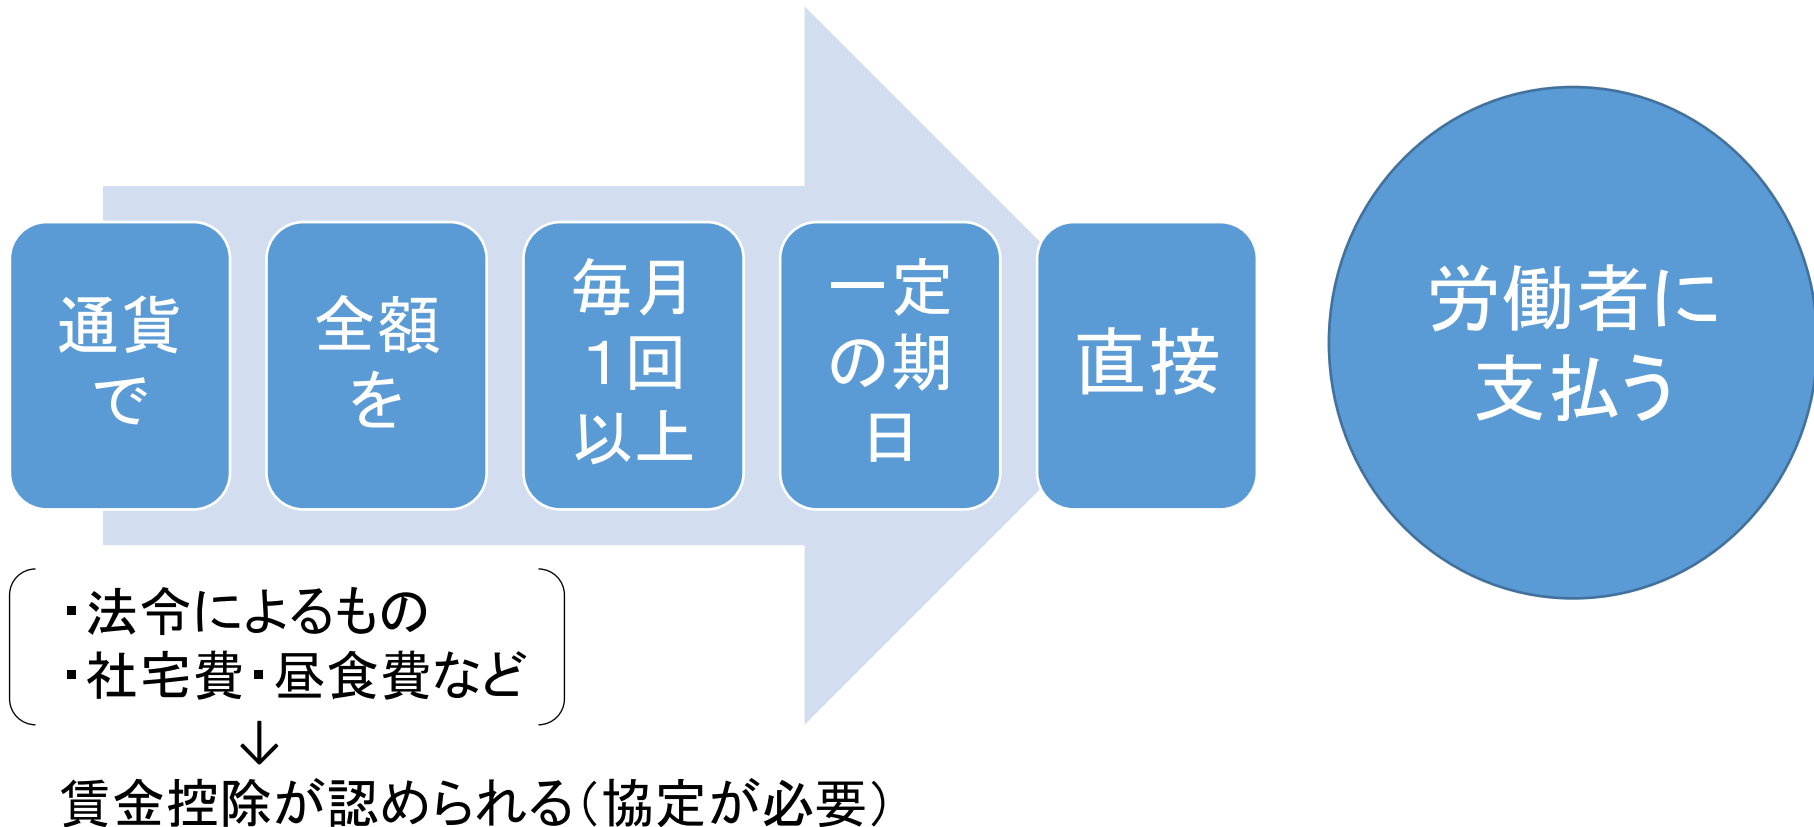 通貨
で
全額
を
毎月
１回
以上
一定
の期
日
直接
労働者に
支払う
・法令によるもの
・社宅費・昼食費など
↓
賃金控除が認められる（協定が必要）